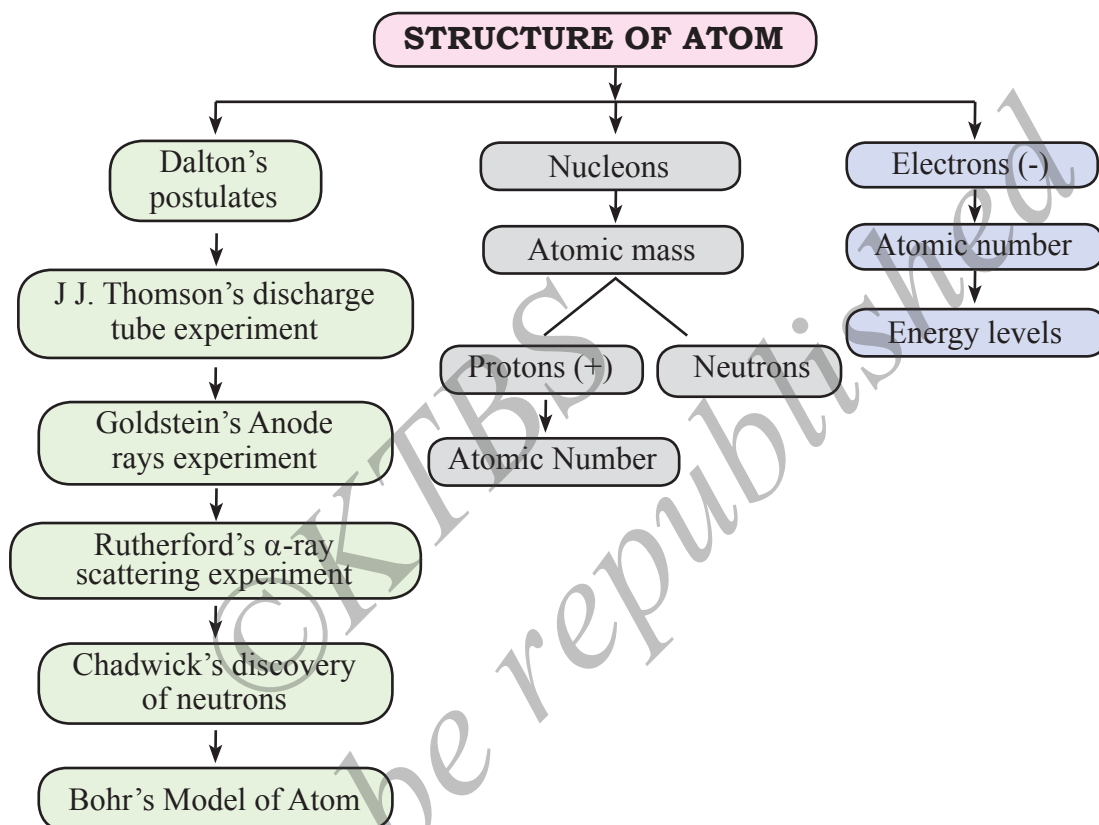 STRUCTURE OF ATOM
Dalton’s
postulates
J J. Thomson’s discharge
tube experiment
Goldstein’s Anode
rays experiment
Rutherford’s α-ray
scattering experiment
Chadwick’s discovery
of neutrons
Bohr’s Model of Atom
Nucleons
Atomic mass
Protons (+)
Neutrons
Atomic Number
Electrons (-)
Atomic number
Energy levels
©KTBS
be republished